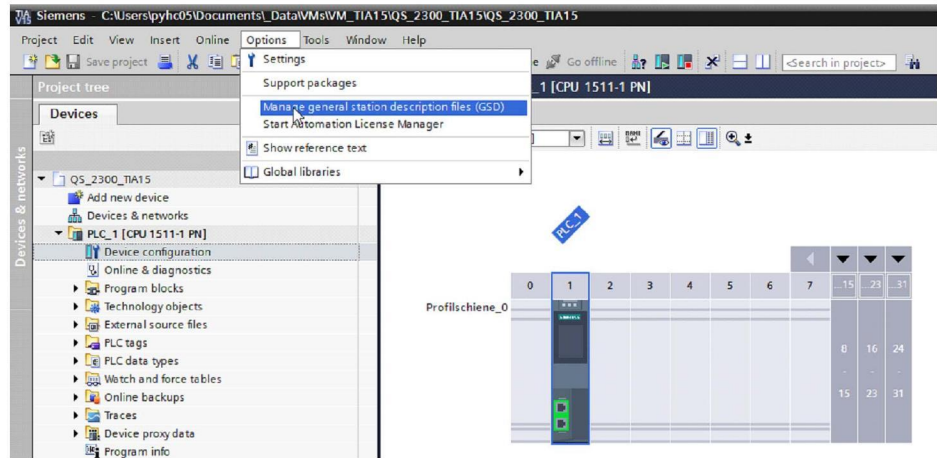 Siemens - C:\Users\pyhc05\Documents\_Data\VMs\VM_TIA15\QS_2300_TIA15\QS_2300_TIA15
Project Edit View Insert Online Options Tools Window Help
Save project
Settings
e Go offline
<Search in project>
Project tree
Support packages
_1 [CPU 1511-1 PN]
Manage general station description files (GSD)
Devices
Start Automation License Manager
Show reference text
Global libraries
Devices & networks
QS_2300_TIA15
Add new device
Devices & networks
PLC_1 [CPU 1511-1 PN]
Device configuration
Online & diagnostics
Program blocks
Technology objects
External source files
PLC tags
PLC data types
Watch and force tables
Online backups
Traces
Device proxy data
Program info
PLC_1
0 1 2 3 4 5 6 7 ...15 ...23 ...31
Profilschiene_0
SIEMENS
8 16 24
- - -
15 23 31